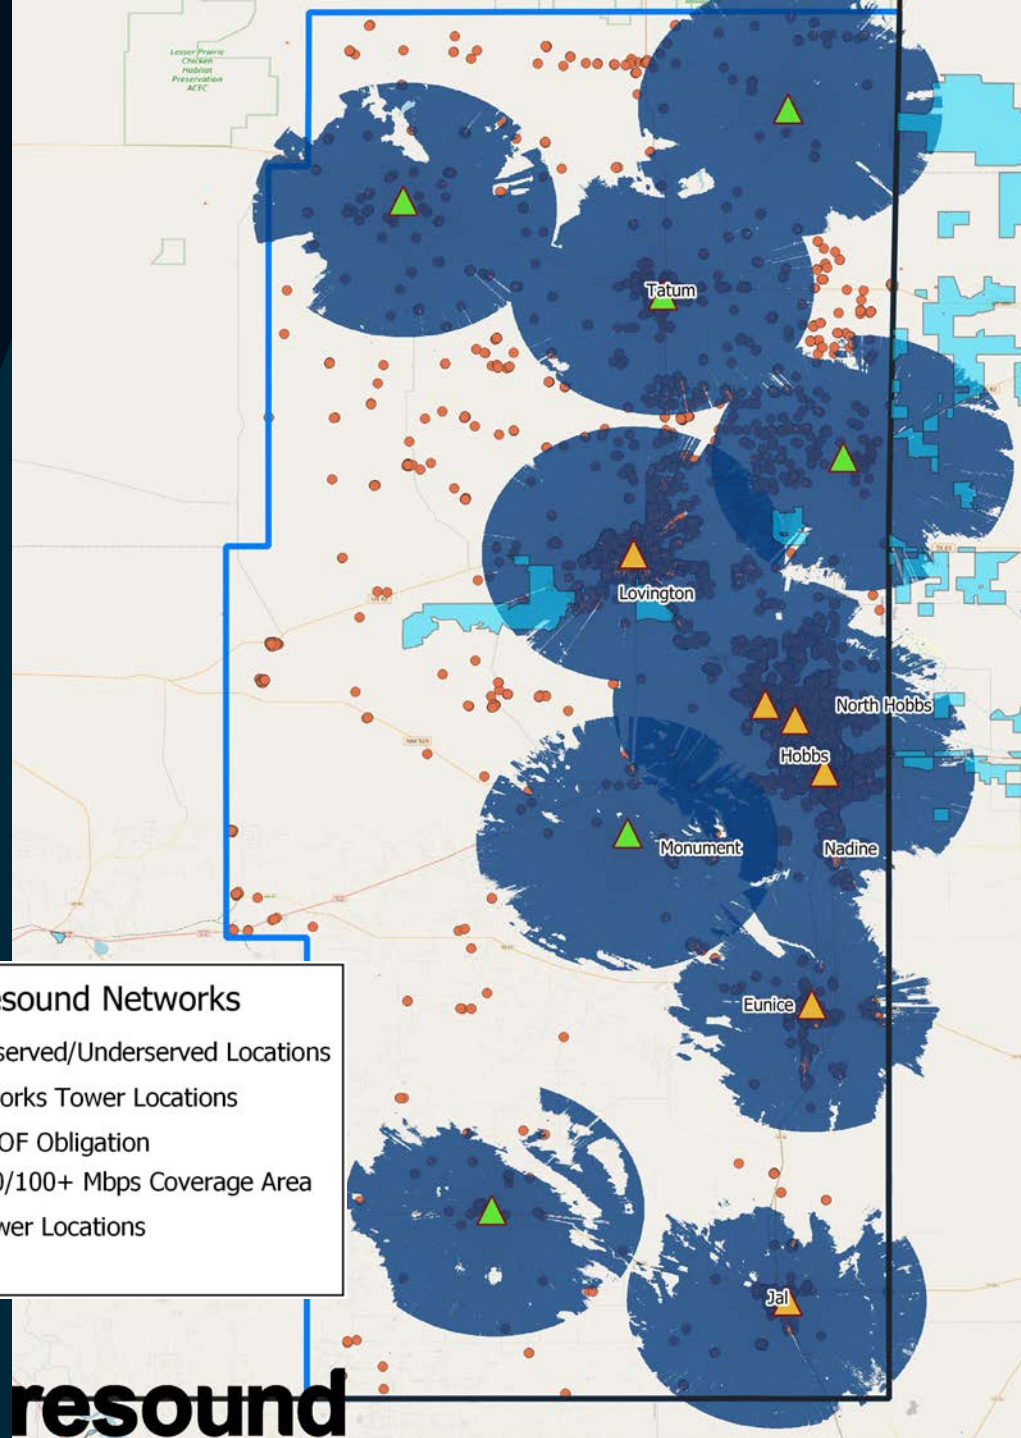 Lesser Prairie
Chicken
Habitat
Preservation
ACEC
Tatum
Lovington
North Hobbs
Hobbs
Monument
Nadine
Eunice
Jal
esound Networks
served/Underserved Locations
orks Tower Locations
OF Obligation
0/100+ Mbps Coverage Area
wer Locations
resound